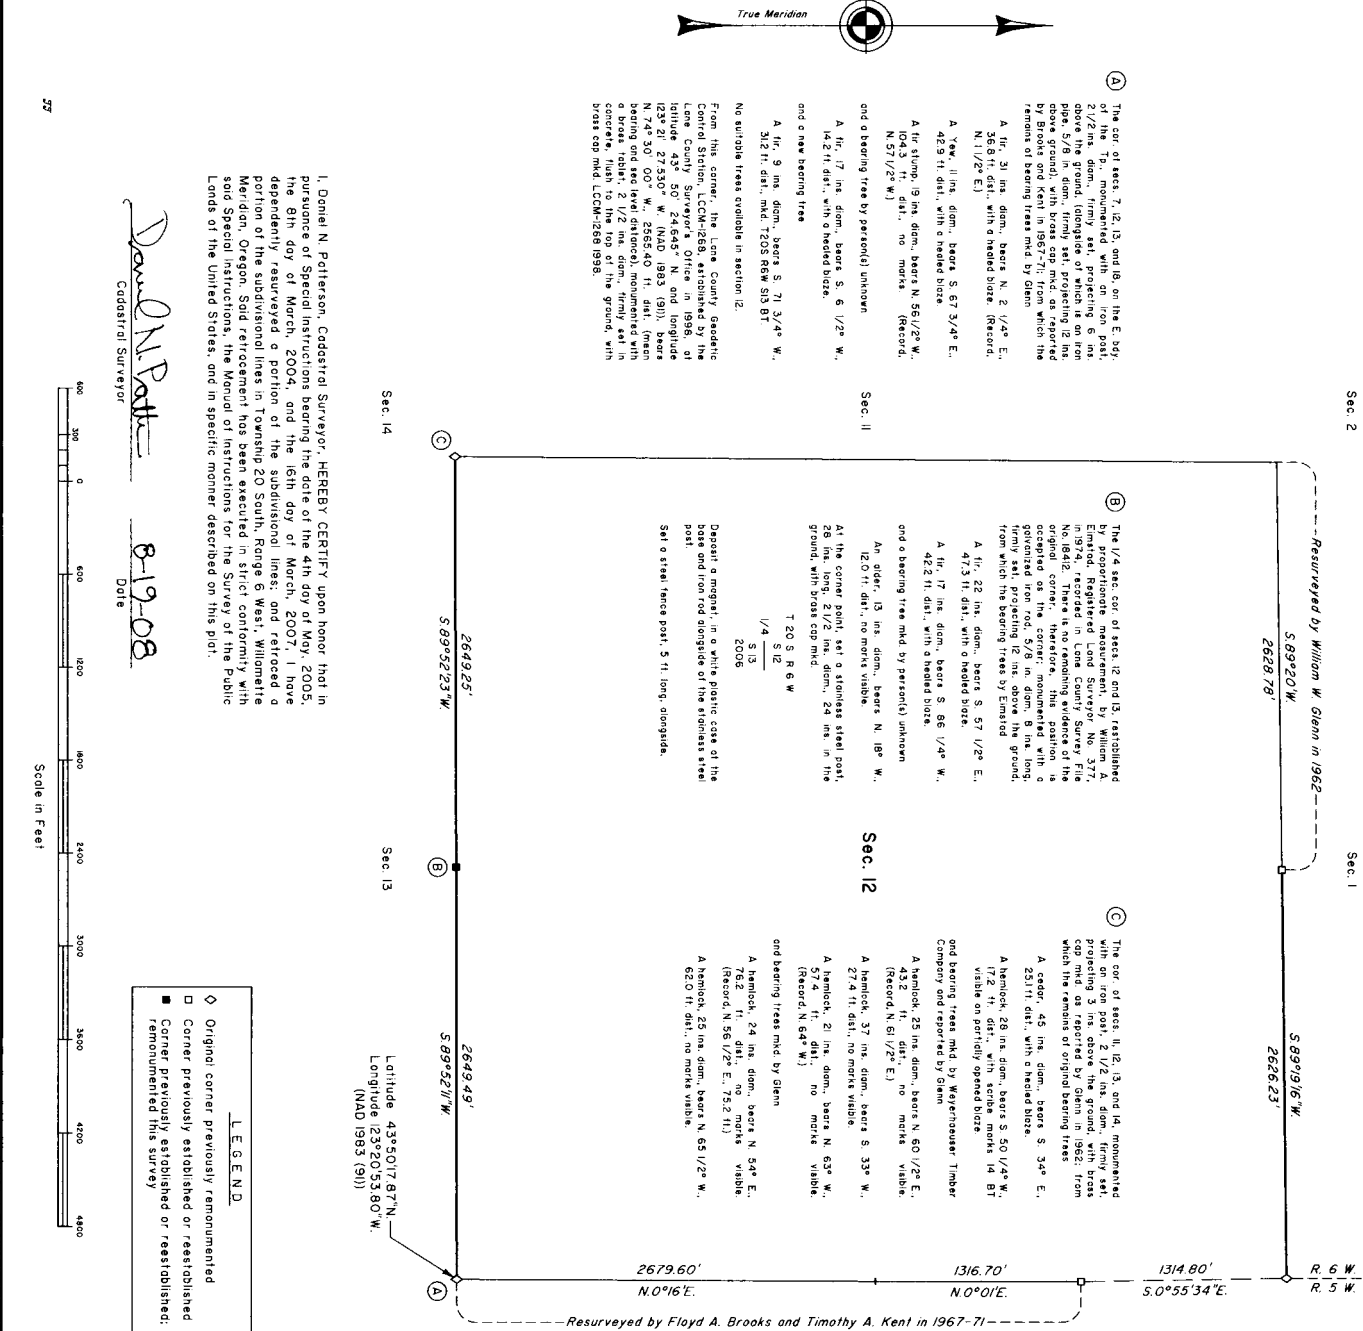 True Meridian
Sec. 2
Sec. 1
Resurveyed by William W. Glenn in 1962
S.89°20'W.
2628.78'
S.89°19'16"W.
2626.23'
R. 6 W.
R. 5 W.
Ⓐ The cor. of secs. 7, 12, 13, and 18, on the E. bdy.
of the Tp., monumented with an iron post,
2 1/2 ins. diam., firmly set, projecting 6 ins.
above the ground, (alongside of which is an iron
pipe, 5/8 in diam., firmly set, projecting 12 ins.
above ground), with brass cap mkd. as reported
by Brooks and Kent in 1967-71; from which the
remains of bearing trees mkd. by Glenn
A fir, 31 ins. diam., bears N. 2 1/4° E.,
36.8 ft. dist., with a healed blaze. (Record,
N. 1 1/2° E.)
A Yew, 11 ins. diam., bears S. 67 3/4° E.,
42.9 ft. dist., with a healed blaze.
A fir stump, 19 ins. diam., bears N. 56 1/2° W.,
104.3 ft. dist., no marks. (Record,
N. 57 1/2° W.)
and a bearing tree by person(s) unknown
A fir, 17 ins. diam., bears S. 6 1/2° W.,
14.2 ft. dist., with a healed blaze.
and a new bearing tree
A fir, 9 ins. diam., bears S. 71 3/4° W.,
31.2 ft. dist., mkd. T20S R6W S13 BT
No suitable trees available in section 12.
From this corner, the Lane County Geodetic
Control Station, LCCM-1268, established by the
Lane County Surveyor's Office in 1998, at
latitude 43° 50' 24.645" N. and longitude
123° 21' 27.530" W. (NAD 1983 (91)), bears
N. 74° 30' 00" W., 2565.40 ft. dist. (mean
bearing and sea level distance), monumented with
a brass tablet, 2 1/2 ins. diam., firmly set in
concrete, flush to the top of the ground, with
brass cap mkd. LCCM-1268 1998.
Sec. 11
Ⓑ The 1/4 sec. cor. of secs. 12 and 13, restablished
by proportionate measurement, by William A.
Elmstad, Registered Land Surveyor No. 377,
in 1974, recorded in Lane County Survey File
No. 18412. There is no remaining evidence of the
original corner, therefore, this position is
accepted as the corner; monumented with a
galvanized iron rod, 5/8 in. diam., 8 ins. long,
firmly set, projecting 12 ins. above the ground,
from which the bearing trees by Elmstad
A fir, 22 ins. diam., bears S. 57 1/2° E.,
47.3 ft. dist., with a healed blaze.
A fir, 17 ins. diam., bears S. 86 1/4° W.,
42.2 ft. dist., with a healed blaze.
and a bearing tree mkd. by person(s) unknown
An alder, 13 ins. diam., bears N. 18° W.,
12.0 ft. dist., no marks visible.
At the corner point, set a stainless steel post,
28 ins. long, 2 1/2 ins. diam., 24 ins. in the
ground, with brass cap mkd.
T 20 S R 6 W
S 12
1/4
S 13
2006
Deposit a magnet, in a white plastic case at the
base and iron rod alongside of the stainless steel
post.
Set a steel fence post, 5 ft. long, alongside.
Sec. 12
Ⓒ The cor. of secs. 11, 12, 13, and 14, monumented
with an iron post, 2 1/2 ins. diam., firmly set,
projecting 3 ins. above the ground, with brass
cap mkd. as reported by Glenn in 1962; from
which the remains of original bearing trees
A cedar, 45 ins. diam., bears S. 34° E.,
25.1 ft. dist., with a healed blaze.
A hemlock, 28 ins. diam., bears S. 50 1/4° W.,
17.2 ft. dist., with scribe marks 14 BT
visible on partially opened blaze.
and bearing trees mkd. by Weyerhaeuser Timber
Company and reported by Glenn
A hemlock, 25 ins. diam., bears N. 60 1/2° E.,
43.2 ft. dist., no marks visible.
(Record, N. 61 1/2° E.)
A hemlock, 37 ins. diam., bears S. 33° W.,
27.4 ft. dist., no marks visible.
A hemlock, 21 ins. diam., bears N. 63° W.,
57.4 ft. dist., no marks visible.
(Record, N. 64° W.)
and bearing trees mkd. by Glenn
A hemlock, 24 ins. diam., bears N. 54° E.,
76.2 ft. dist., no marks visible.
(Record, N. 56 1/2° E., 75.2 ft.)
A hemlock, 25 ins. diam., bears N. 65 1/2° W.,
62.0 ft. dist., no marks visible.
1314.80'
S.0°55'34"E.
1316.70'
N.0°01'E.
2679.60'
N.0°16'E.
Resurveyed by Floyd A. Brooks and Timothy A. Kent in 1967-71
Ⓒ
2649.25'
S.89°52'23"W.
Ⓑ
2649.49'
S.89°52'11"W.
Ⓐ
Sec. 14
Sec. 13
Latitude 43°50'17.87"N.
Longitude 123°20'53.80"W.
(NAD 1983 (91))
I, Daniel N. Patterson, Cadastral Surveyor, HEREBY CERTIFY upon honor that in
pursuance of Special Instructions bearing the date of the 4th day of May, 2005,
the 8th day of March, 2004, and the 16th day of March, 2007, I have
dependently resurveyed a portion of the subdivisional lines; and retraced a
portion of the subdivisional lines in Township 20 South, Range 6 West, Willamette
Meridian, Oregon. Said retracement has been executed in strict conformity with
said Special Instructions, the Manual of Instructions for the Survey of the Public
Lands of the United States, and in specific manner described on this plat.
Daniel N. Patt
8-19-08
Cadastral Surveyor
Date
600 300 0 600 1200 1800 2400 3000 3600 4200 4800
Scale in Feet
LEGEND
◇ Original corner previously remonumented
□ Corner previously established or reestablished
■ Corner previously established or reestablished;
remonumented this survey